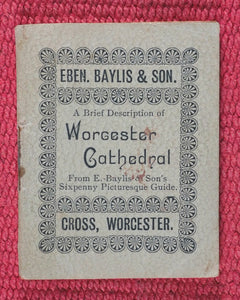 EBEN. BAYLIS & SON.
A Brief Description of
Worcester
Cathedral
From E. Baylis & Son's
Sixpenny Picturesque Guide.
CROSS, WORCESTER.